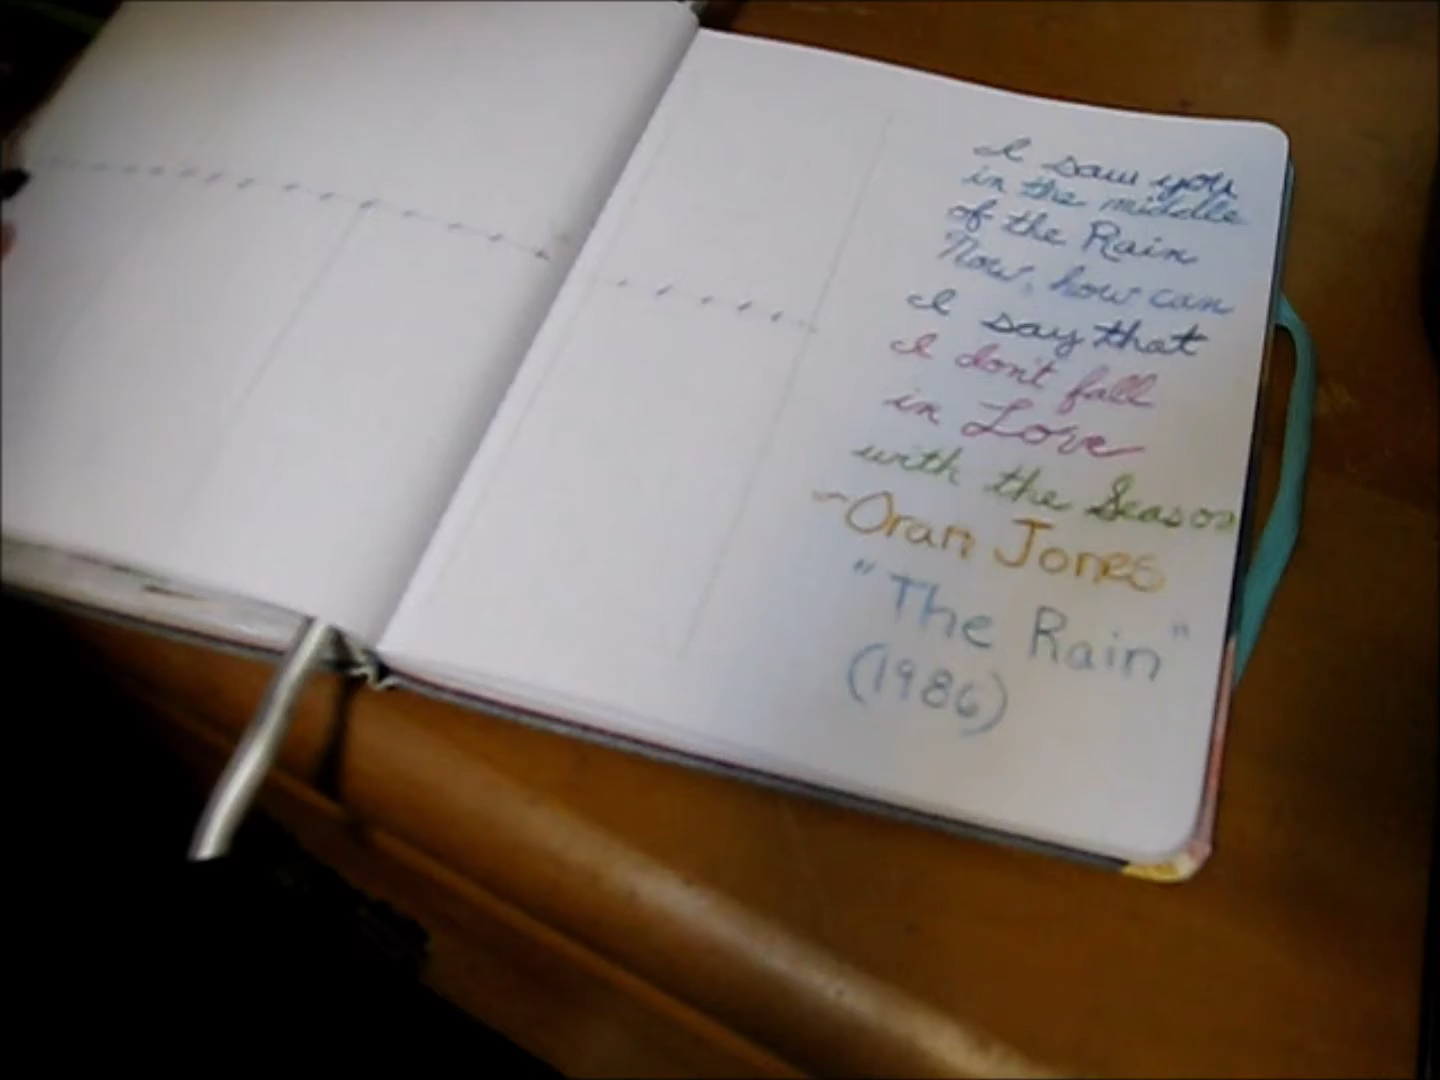 I saw you
in the middle
of the Rain
Now, how can
I say that
I don't fall
in Love
with the Season
~Oran Jones
"The Rain"
(1986)